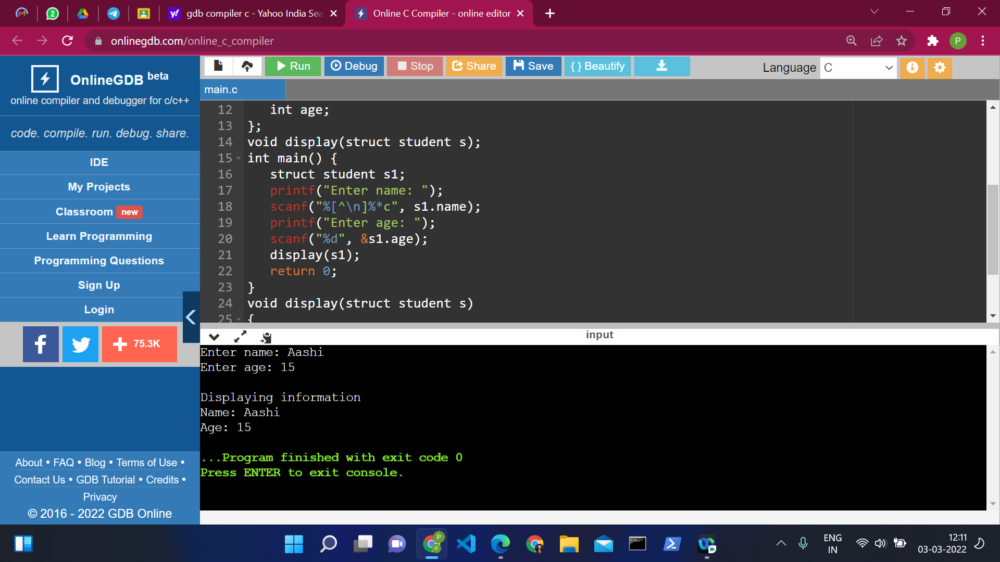 2
gdb compiler c - Yahoo India Sea
Online C Compiler - online editor
onlinegdb.com/online_c_compiler
P
OnlineGDB beta
online compiler and debugger for c/c++
code. compile. run. debug. share.
IDE
My Projects
Classroom new
Learn Programming
Programming Questions
Sign Up
Login
75.3K
About • FAQ • Blog • Terms of Use •
Contact Us • GDB Tutorial • Credits •
Privacy
© 2016 - 2022 GDB Online
Run Debug Stop Share Save { } Beautify
Language C
main.c
12 int age;
13 };
14 void display(struct student s);
15 int main() {
16 struct student s1;
17 printf("Enter name: ");
18 scanf("%[^\n]%*c", s1.name);
19 printf("Enter age: ");
20 scanf("%d", &s1.age);
21 display(s1);
22 return 0;
23 }
24 void display(struct student s)
25 {
input
Enter name: Aashi
Enter age: 15
Displaying information
Name: Aashi
Age: 15
...Program finished with exit code 0
Press ENTER to exit console.
ENG
IN
12:11
03-03-2022